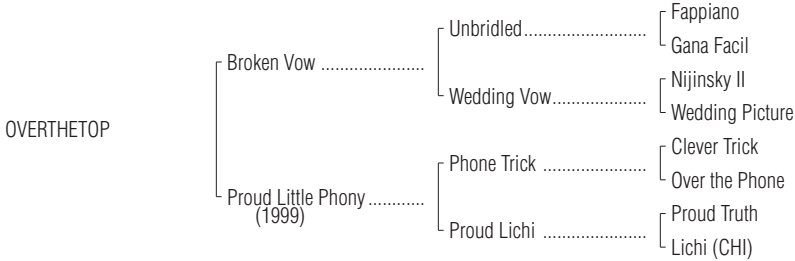 Fappiano
Unbridled..........................
Gana Facil
Broken Vow ......................
Nijinsky II
Wedding Vow....................
Wedding Picture
OVERTHETOP
Clever Trick
Phone Trick ......................
Over the Phone
Proud Little Phony............
(1999)
Proud Truth
Proud Lichi ......................
Lichi (CHI)